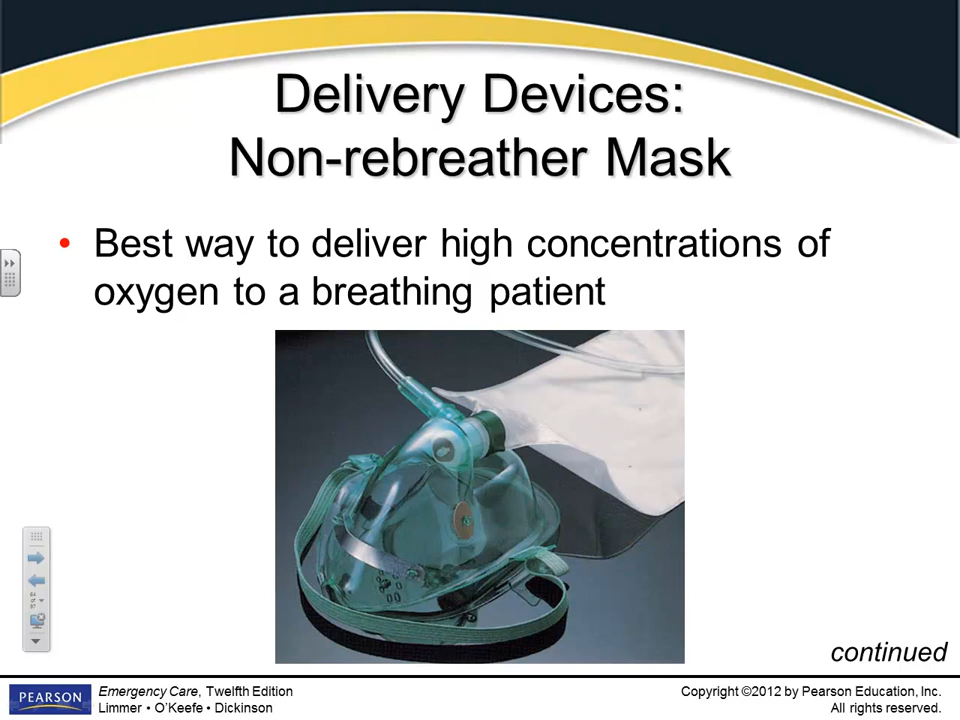 Delivery Devices:
Non-rebreather Mask
• Best way to deliver high concentrations of
oxygen to a breathing patient
continued
PEARSON
Emergency Care, Twelfth Edition
Limmer • O'Keefe • Dickinson
Copyright ©2012 by Pearson Education, Inc.
All rights reserved.